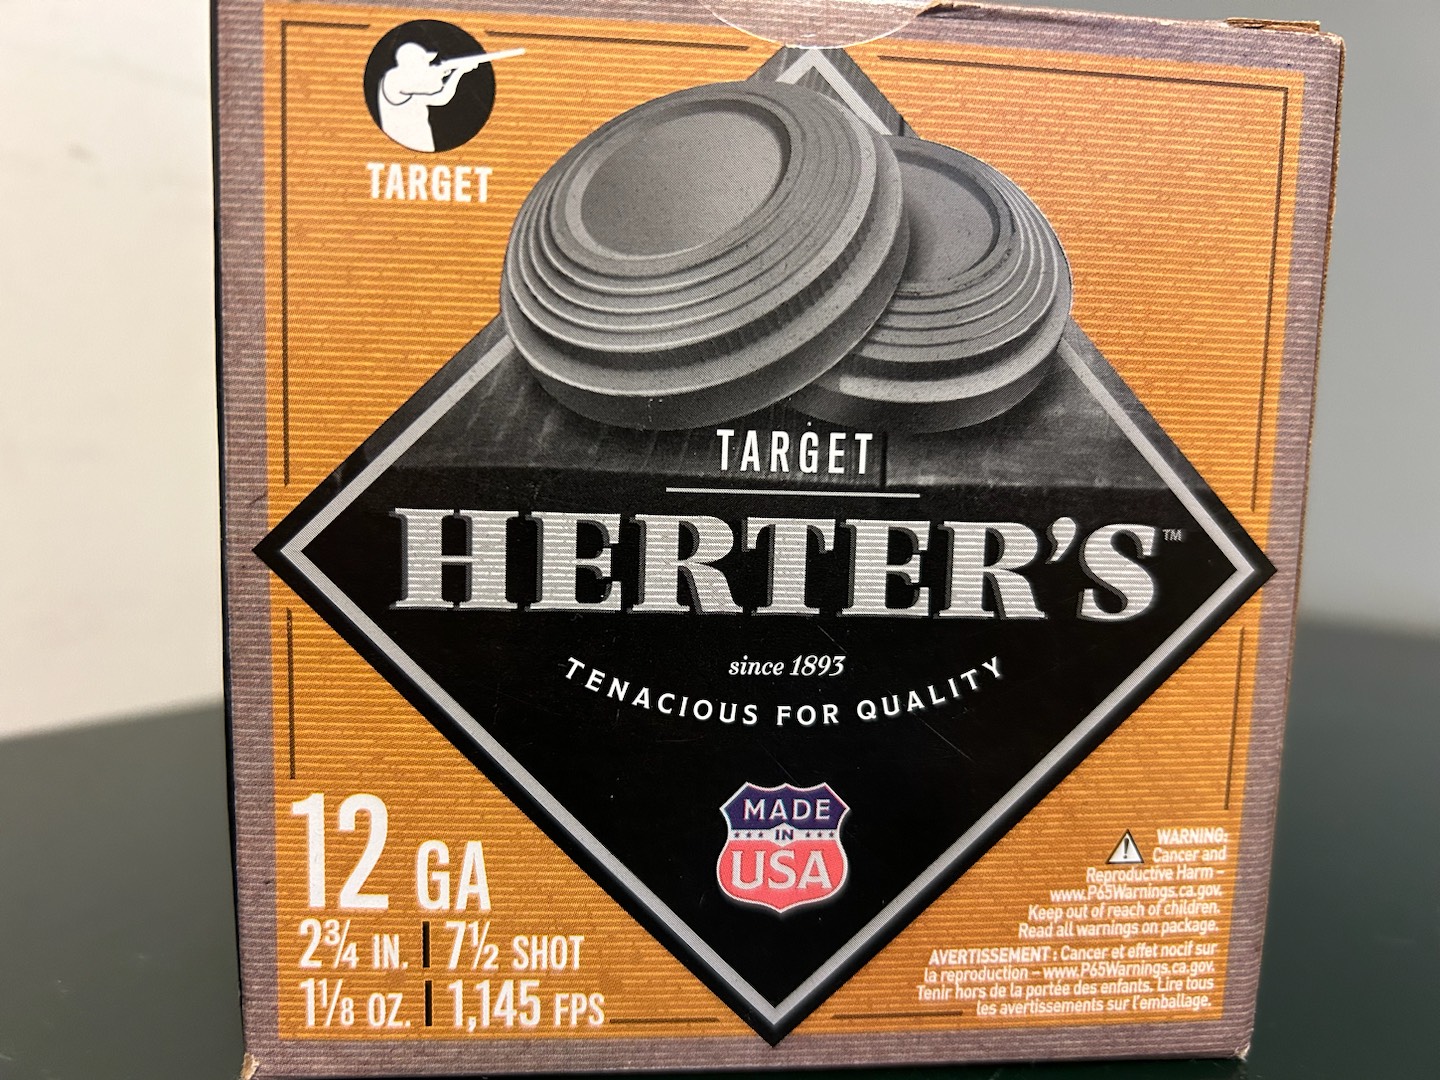 TARGET
TARGET
HERTER'S™
since 1893
TENACIOUS FOR QUALITY
MADE
IN
USA
12 GA
2¾ IN. | 7½ SHOT
1⅛ OZ. | 1,145 FPS
WARNING:
Cancer and
Reproductive Harm –
www.P65Warnings.ca.gov.
Keep out of reach of children.
Read all warnings on package.
AVERTISSEMENT : Cancer et effet nocif sur
la reproduction – www.P65Warnings.ca.gov.
Tenir hors de la portée des enfants. Lire tous
les avertissements sur l'emballage.